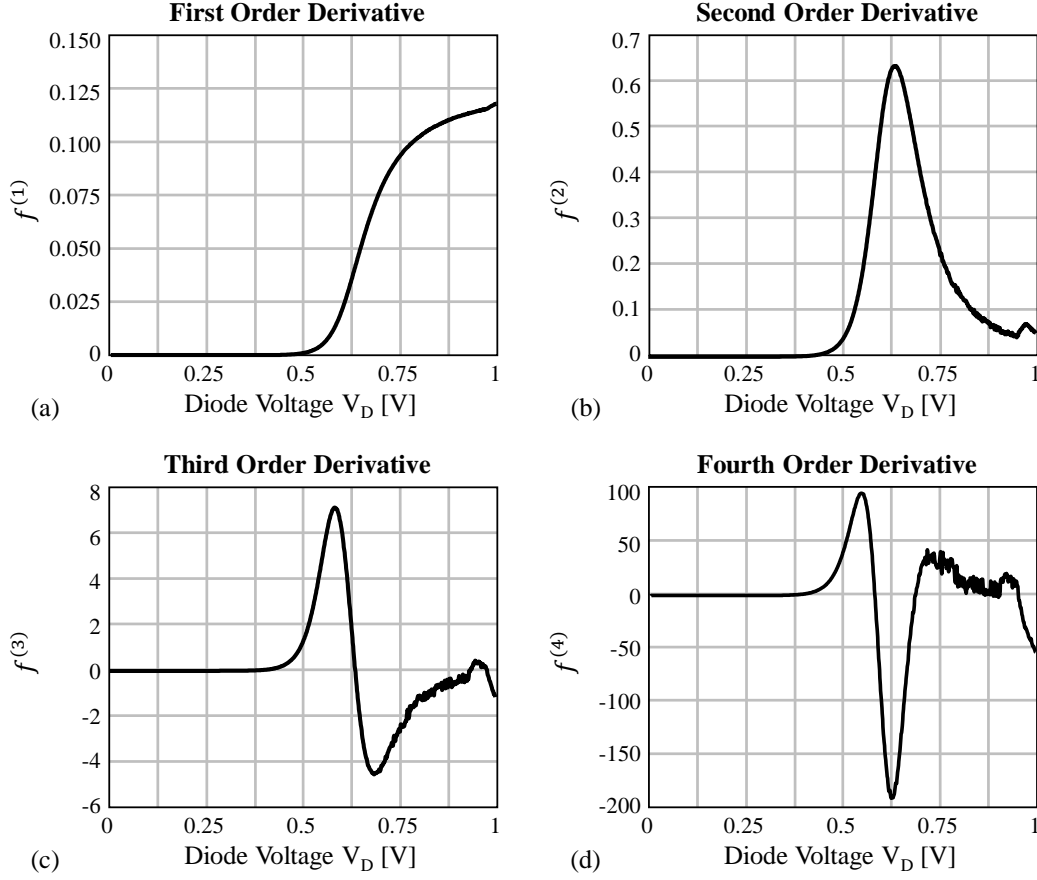 First Order Derivative
0.150
0.125
0.100
0.075
0.050
0.025
0
f(1)
0 0.25 0.5 0.75 1
Diode Voltage V_D [V]
(a)
Second Order Derivative
0.7
0.6
0.5
0.4
0.3
0.2
0.1
0
f(2)
0 0.25 0.5 0.75 1
Diode Voltage V_D [V]
(b)
Third Order Derivative
8
6
4
2
0
-2
-4
-6
f(3)
0 0.25 0.5 0.75 1
Diode Voltage V_D [V]
(c)
Fourth Order Derivative
100
50
0
-50
-100
-150
-200
f(4)
0 0.25 0.5 0.75 1
Diode Voltage V_D [V]
(d)